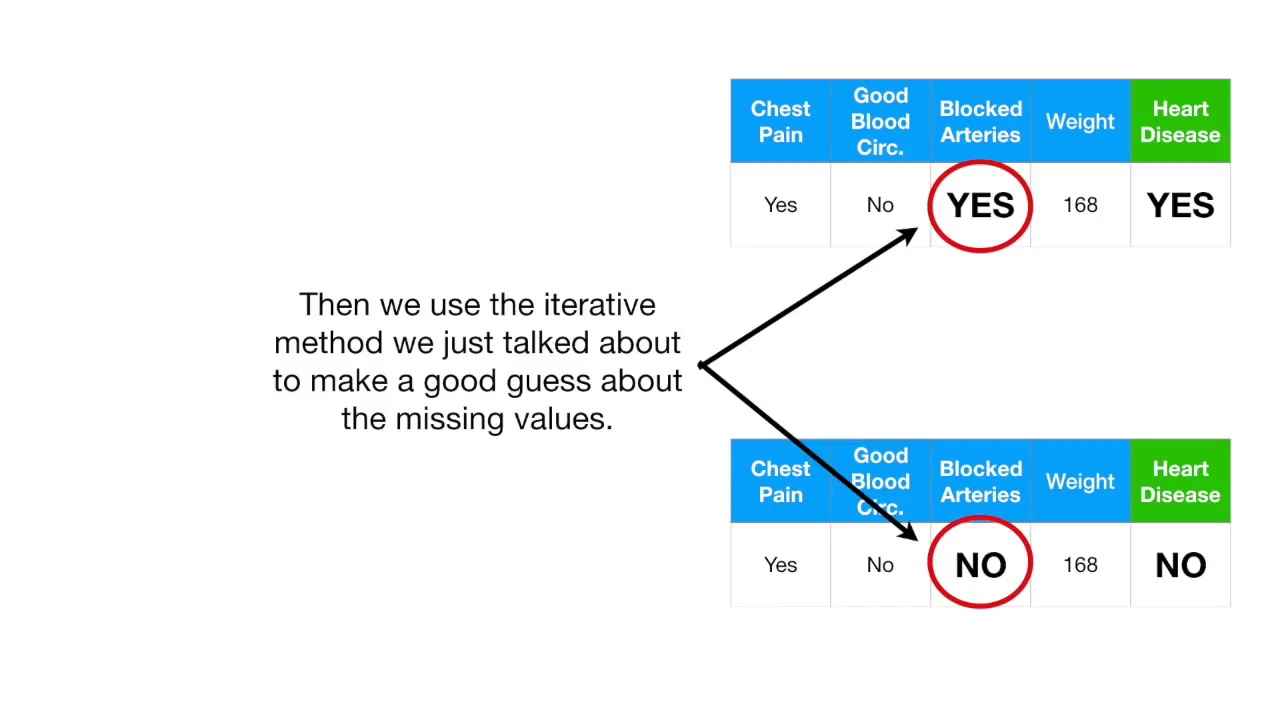 Chest Pain Good Blood Circ. Blocked Arteries Weight Heart Disease
Yes No YES 168 YES
Then we use the iterative
method we just talked about
to make a good guess about
the missing values.
Chest Pain Good Blood Circ. Blocked Arteries Weight Heart Disease
Yes No NO 168 NO